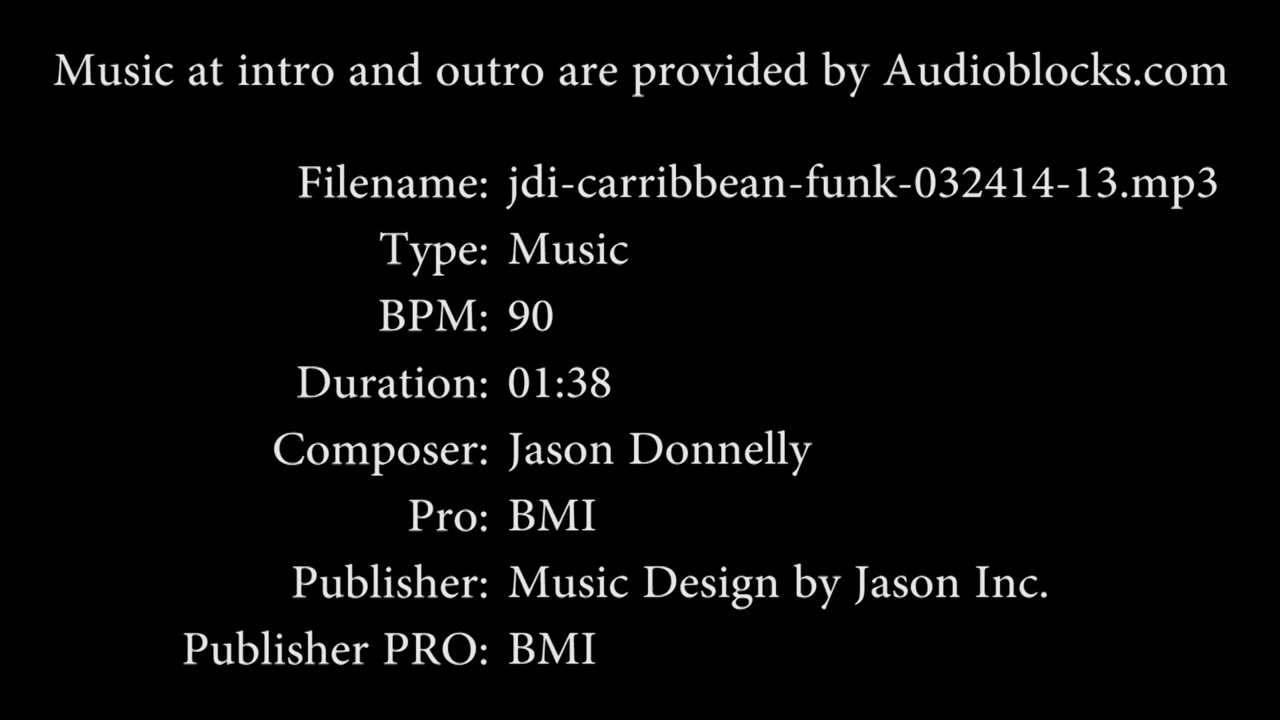 Music at intro and outro are provided by Audioblocks.com
Filename: jdi-carribbean-funk-032414-13.mp3
Type: Music
BPM: 90
Duration: 01:38
Composer: Jason Donnelly
Pro: BMI
Publisher: Music Design by Jason Inc.
Publisher PRO: BMI